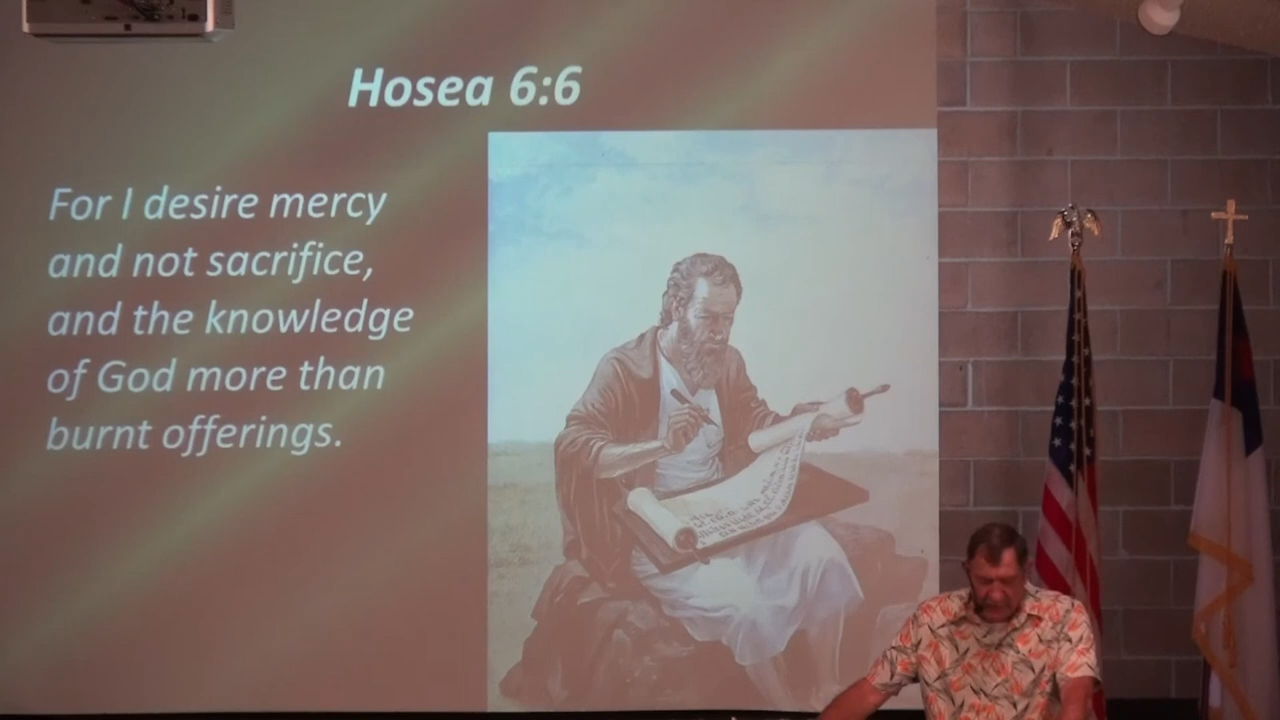 Hosea 6:6
For I desire mercy
and not sacrifice,
and the knowledge
of God more than
burnt offerings.